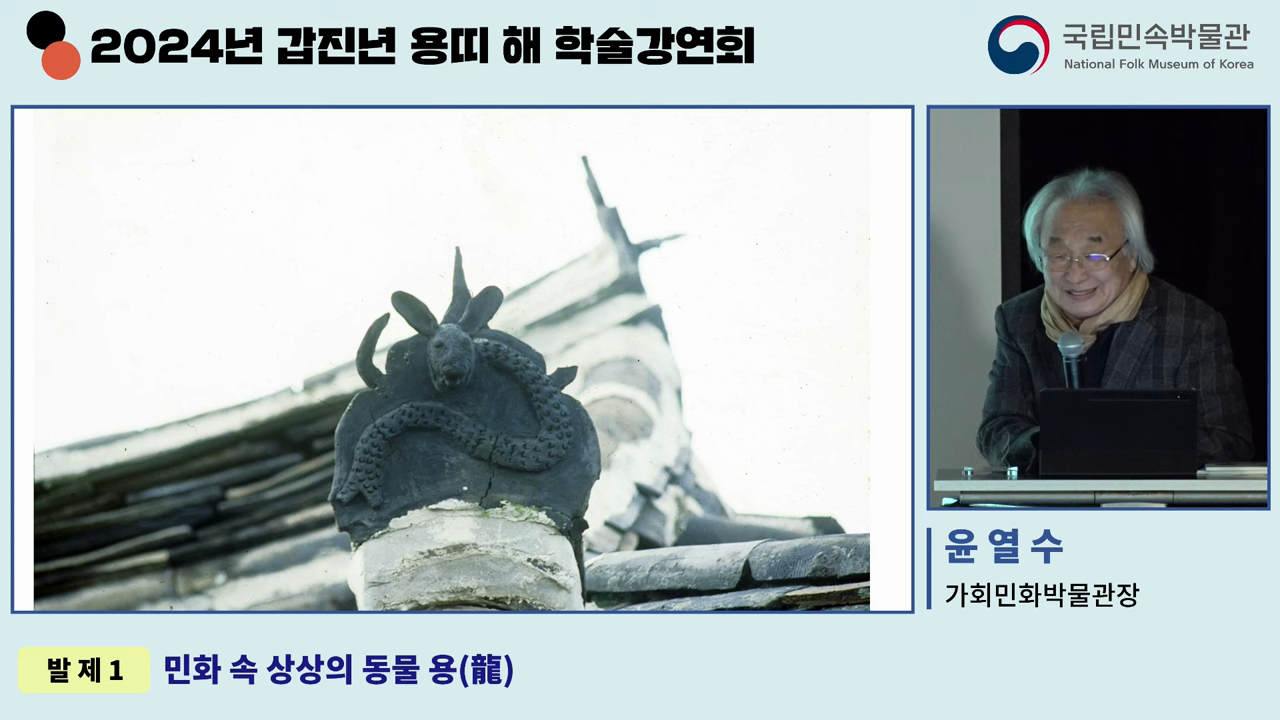 2024년 갑진년 용띠 해 학술강연회
국립민속박물관
National Folk Museum of Korea
윤열수
가회민화박물관장
발제1 민화 속 상상의 동물 용(龍)